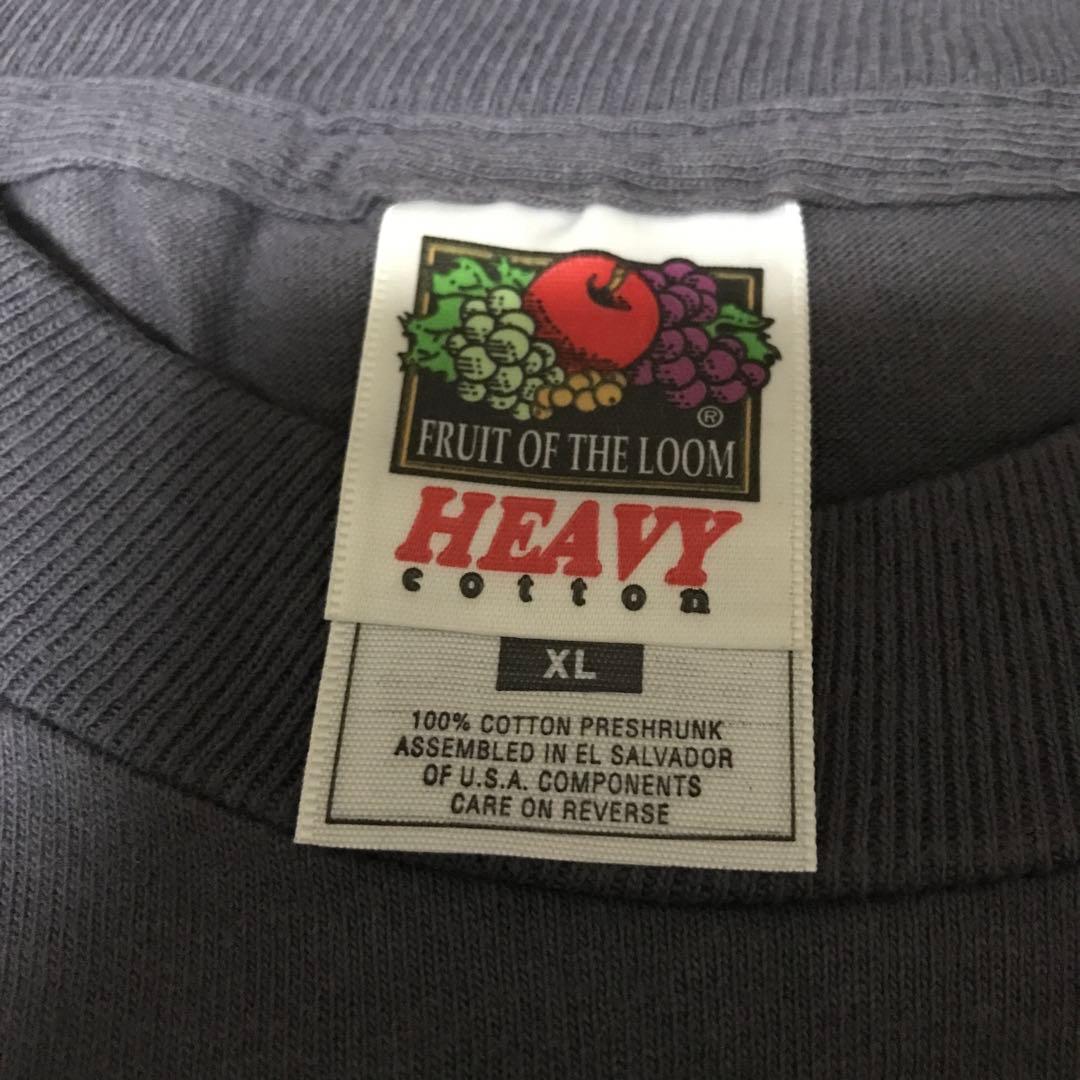 ®
FRUIT OF THE LOOM
HEAVY
cotton
XL
100% COTTON PRESHRUNK
ASSEMBLED IN EL SALVADOR
OF U.S.A. COMPONENTS
CARE ON REVERSE